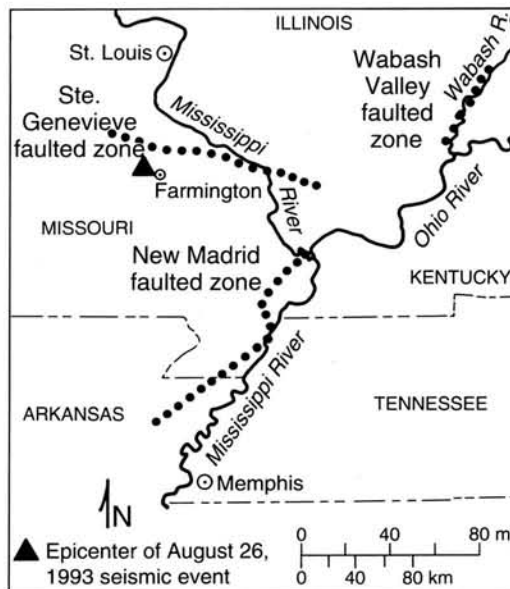 ILLINOIS
St. Louis
Wabash
Valley
faulted
zone
Wabash R.
Ste.
Genevieve
faulted zone
Mississippi
River
Farmington
MISSOURI
Ohio River
New Madrid
faulted zone
KENTUCKY
Mississippi River
ARKANSAS
TENNESSEE
Memphis
N
Epicenter of August 26,
1993 seismic event
0 40 80
0 40 80 km